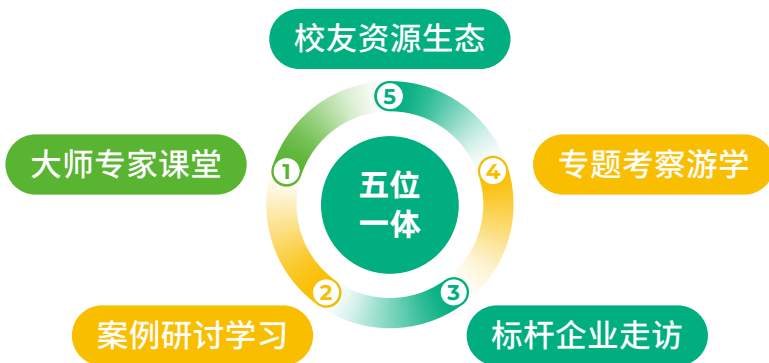 校友资源生态
5
大师专家课堂
1
五位
一体
4
专题考察游学
2
3
案例研讨学习
标杆企业走访